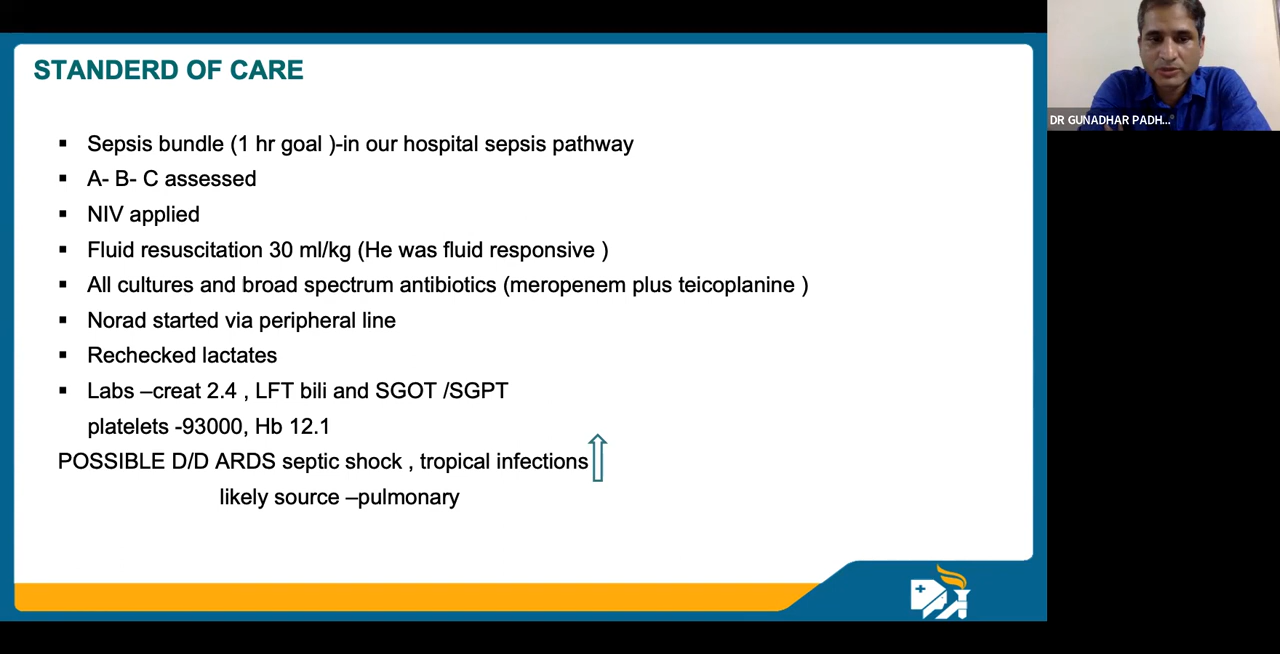 STANDERD OF CARE
▪ Sepsis bundle (1 hr goal )-in our hospital sepsis pathway
▪ A- B- C assessed
▪ NIV applied
▪ Fluid resuscitation 30 ml/kg (He was fluid responsive )
▪ All cultures and broad spectrum antibiotics (meropenem plus teicoplanine )
▪ Norad started via peripheral line
▪ Rechecked lactates
▪ Labs –creat 2.4 , LFT bili and SGOT /SGPT
platelets -93000, Hb 12.1
POSSIBLE D/D ARDS septic shock , tropical infections
likely source –pulmonary
DR GUNADHAR PADH...